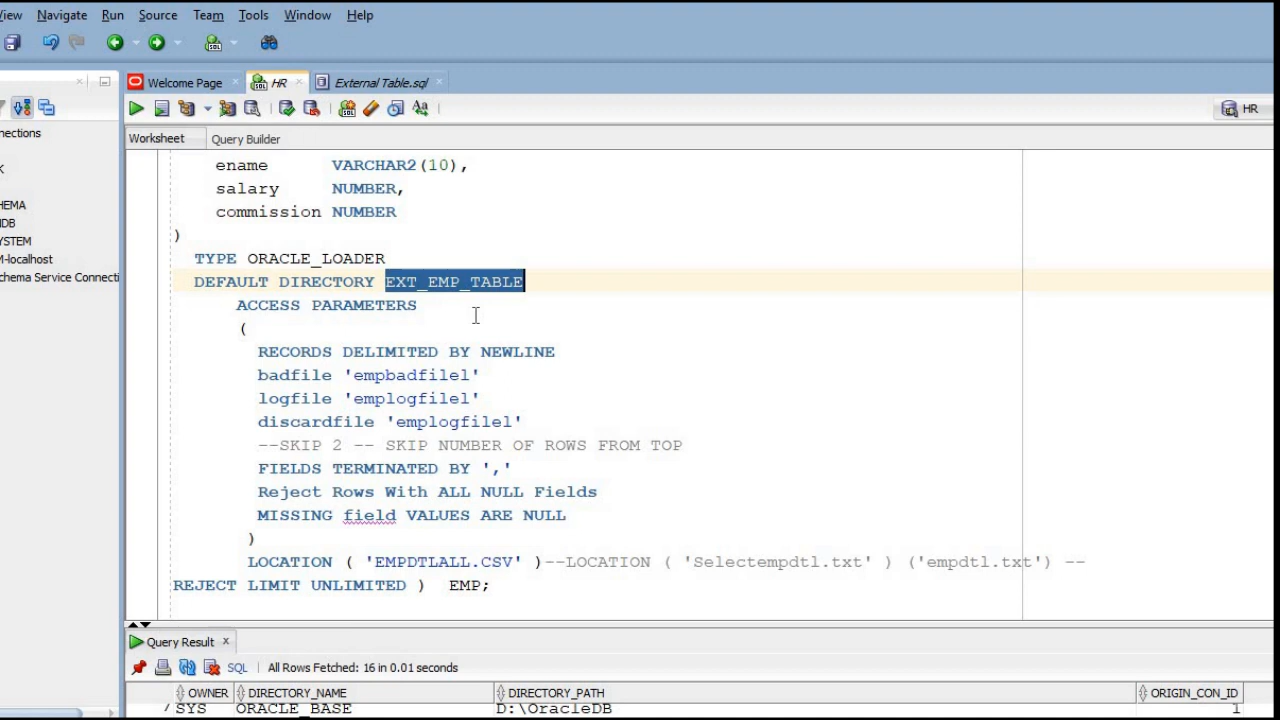 View Navigate Run Source Team Tools Window Help
Welcome Page HR External Table.sql
HR
Worksheet Query Builder
ename VARCHAR2(10),
salary NUMBER,
commission NUMBER
)
TYPE ORACLE_LOADER
DEFAULT DIRECTORY EXT_EMP_TABLE
ACCESS PARAMETERS
(
RECORDS DELIMITED BY NEWLINE
badfile 'empbadfile1'
logfile 'emplogfile1'
discardfile 'emplogfile1'
--SKIP 2 -- SKIP NUMBER OF ROWS FROM TOP
FIELDS TERMINATED BY ','
Reject Rows With ALL NULL Fields
MISSING field VALUES ARE NULL
)
LOCATION ( 'EMPDTLALL.CSV' )--LOCATION ( 'Selectempdtl.txt' ) ('empdtl.txt') --
REJECT LIMIT UNLIMITED ) EMP;
nections
K
HEMA
DB
YSTEM
M-localhost
chema Service Connecti
Query Result
SQL | All Rows Fetched: 16 in 0.01 seconds
OWNER DIRECTORY_NAME DIRECTORY_PATH ORIGIN_CON_ID
7 SYS ORACLE_BASE D:\OracleDB 1